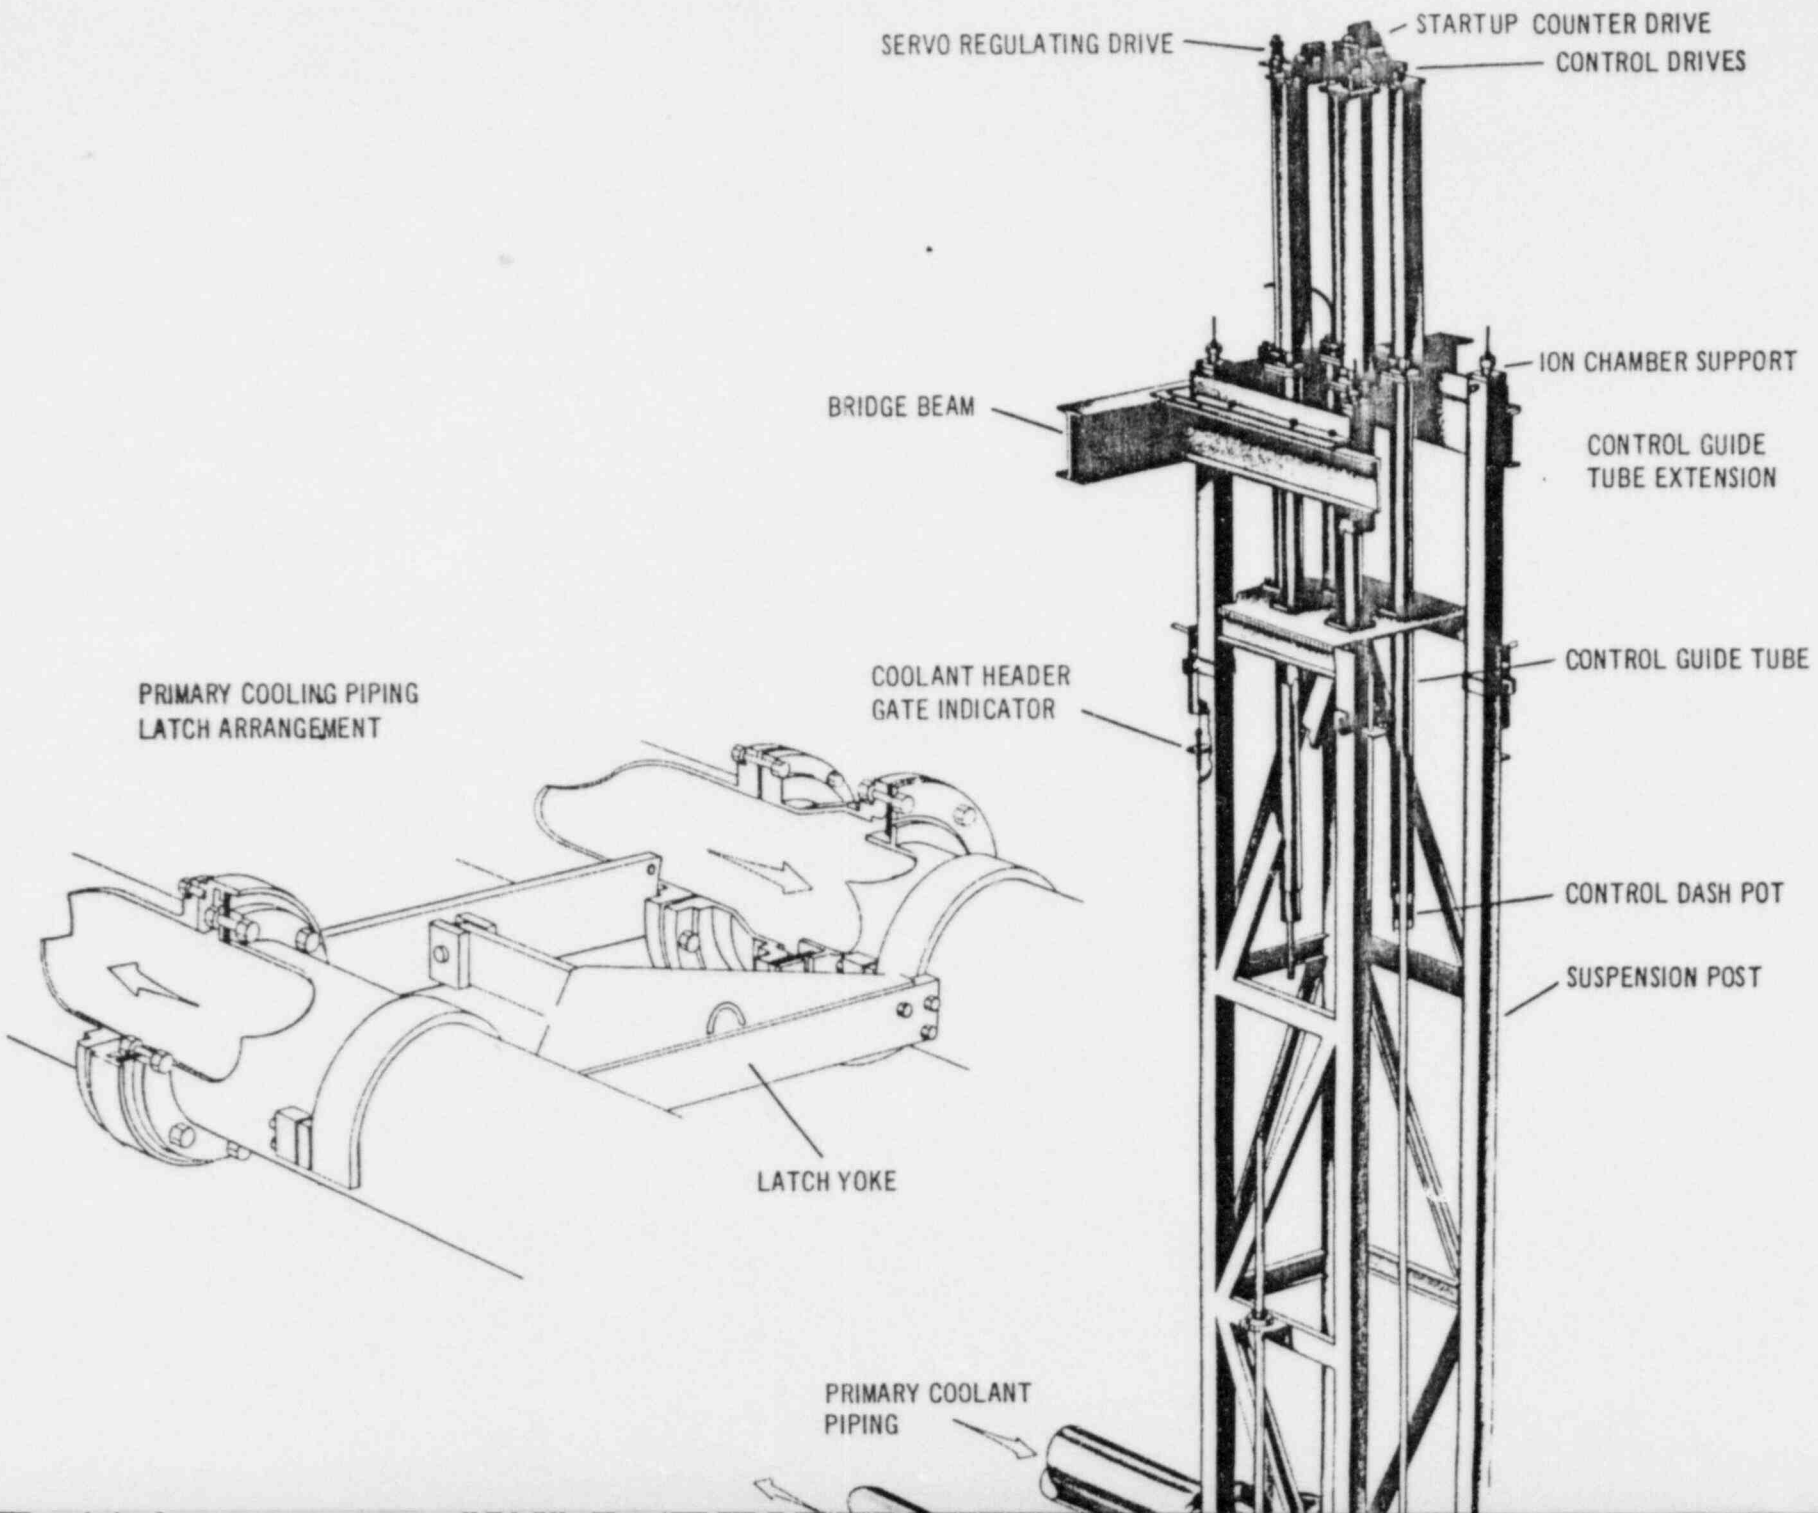 SERVO REGULATING DRIVE
STARTUP COUNTER DRIVE
CONTROL DRIVES
ION CHAMBER SUPPORT
BRIDGE BEAM
CONTROL GUIDE
TUBE EXTENSION
CONTROL GUIDE TUBE
COOLANT HEADER
GATE INDICATOR
PRIMARY COOLING PIPING
LATCH ARRANGEMENT
CONTROL DASH POT
SUSPENSION POST
LATCH YOKE
PRIMARY COOLANT
PIPING